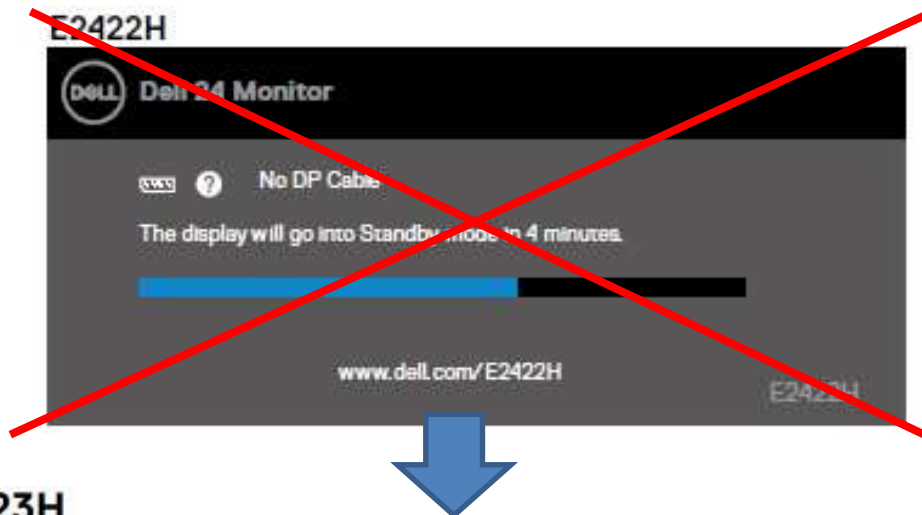 E2422H
DELL Dell 24 Monitor
No DP Cable
The display will go into Standby mode in 4 minutes.
www.dell.com/E2422H
E2422H
23H